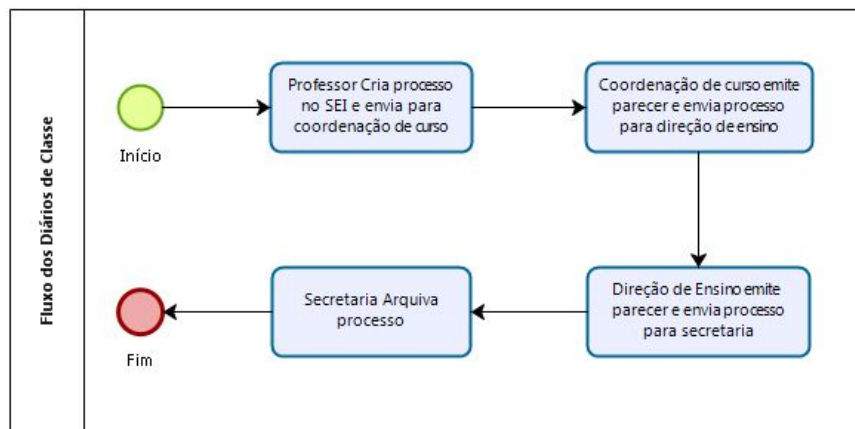 Fluxo dos Diários de Classe
Início
Professor Cria processo
no SEI e envia para
coordenação de curso
Coordenação de curso emite
parecer e envia processo
para direção de ensino
Direção de Ensino emite
parecer e envia processo
para secretaria
Secretaria Arquiva
processo
Fim